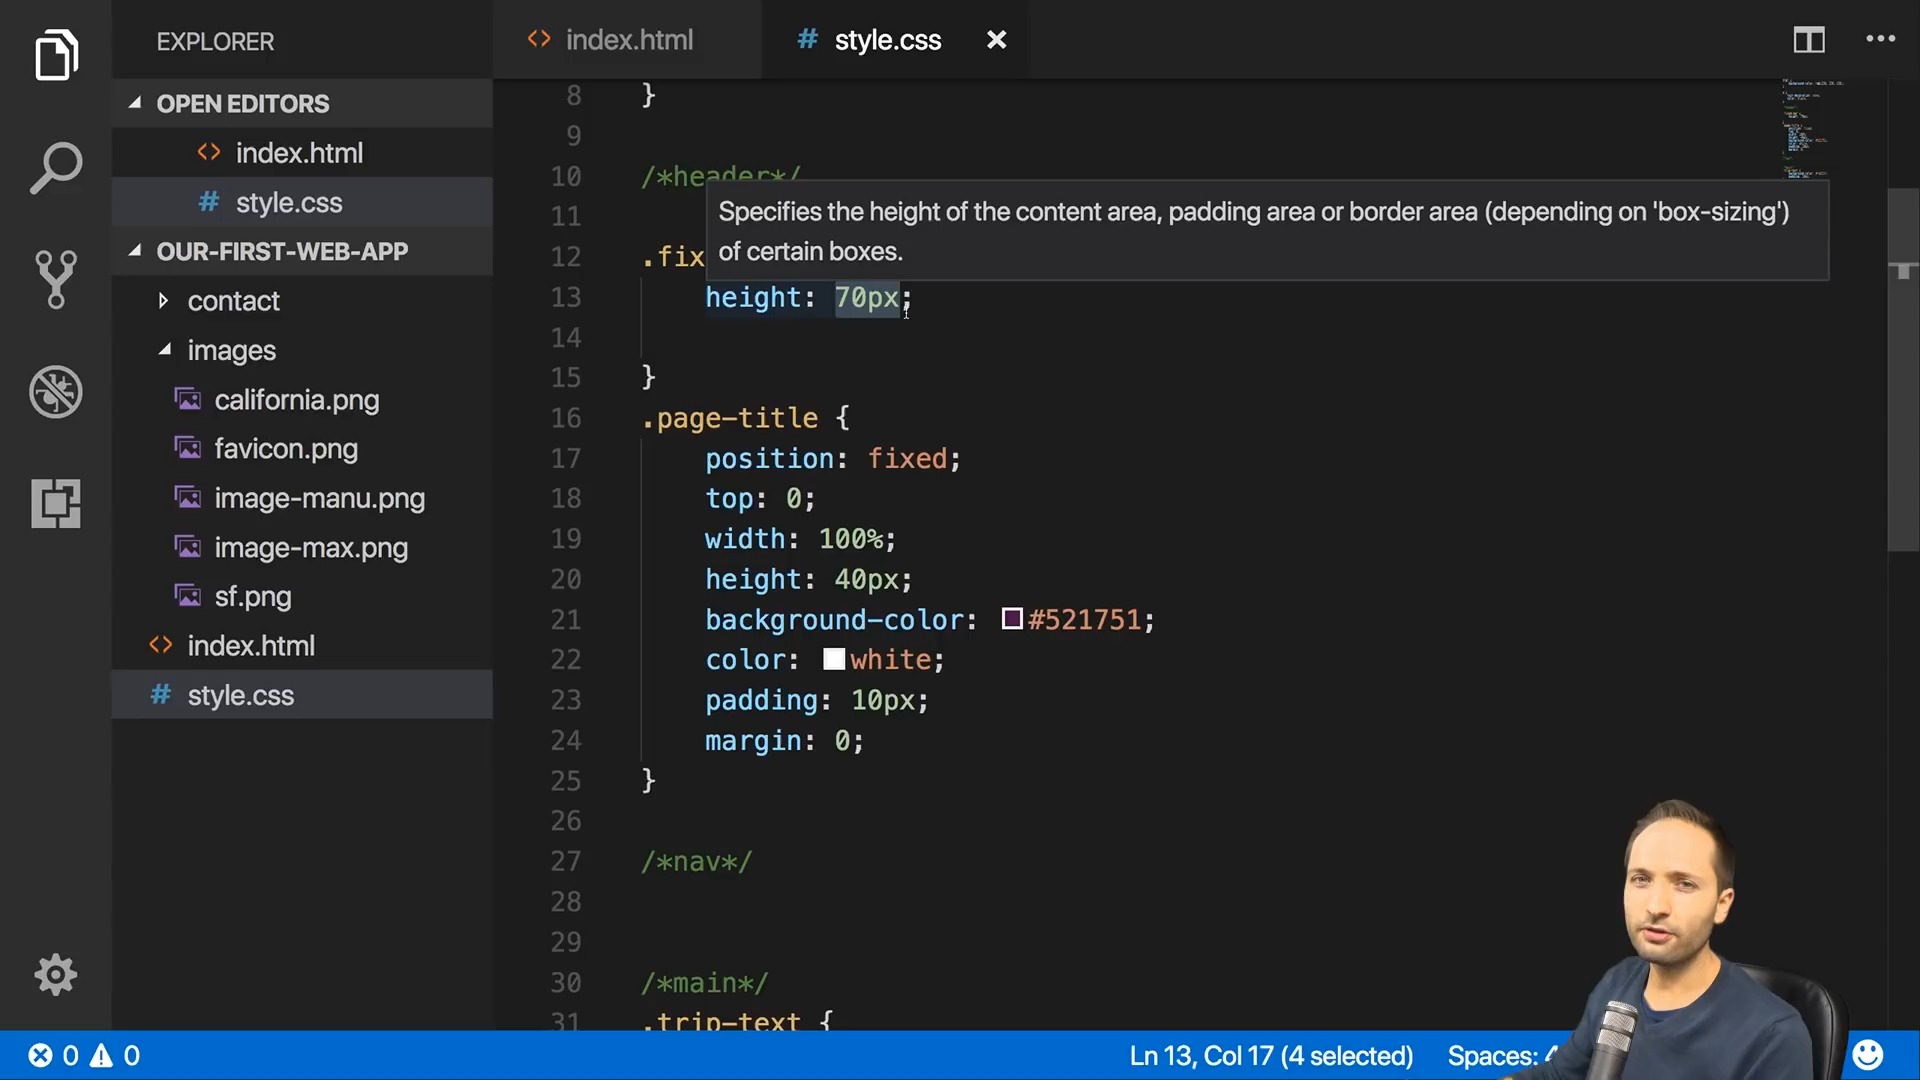 EXPLORER
OPEN EDITORS
index.html
# style.css
OUR-FIRST-WEB-APP
contact
images
california.png
favicon.png
image-manu.png
image-max.png
sf.png
index.html
# style.css
index.html
# style.css
8 }
9
10 /*header*/
11
12 .fix
Specifies the height of the content area, padding area or border area (depending on 'box-sizing')
of certain boxes.
13 height: 70px;
14
15 }
16 .page-title {
17 position: fixed;
18 top: 0;
19 width: 100%;
20 height: 40px;
21 background-color: #521751;
22 color: white;
23 padding: 10px;
24 margin: 0;
25 }
26
27 /*nav*/
28
29
30 /*main*/
31 .trip-text {
0 0
Ln 13, Col 17 (4 selected)
Spaces: